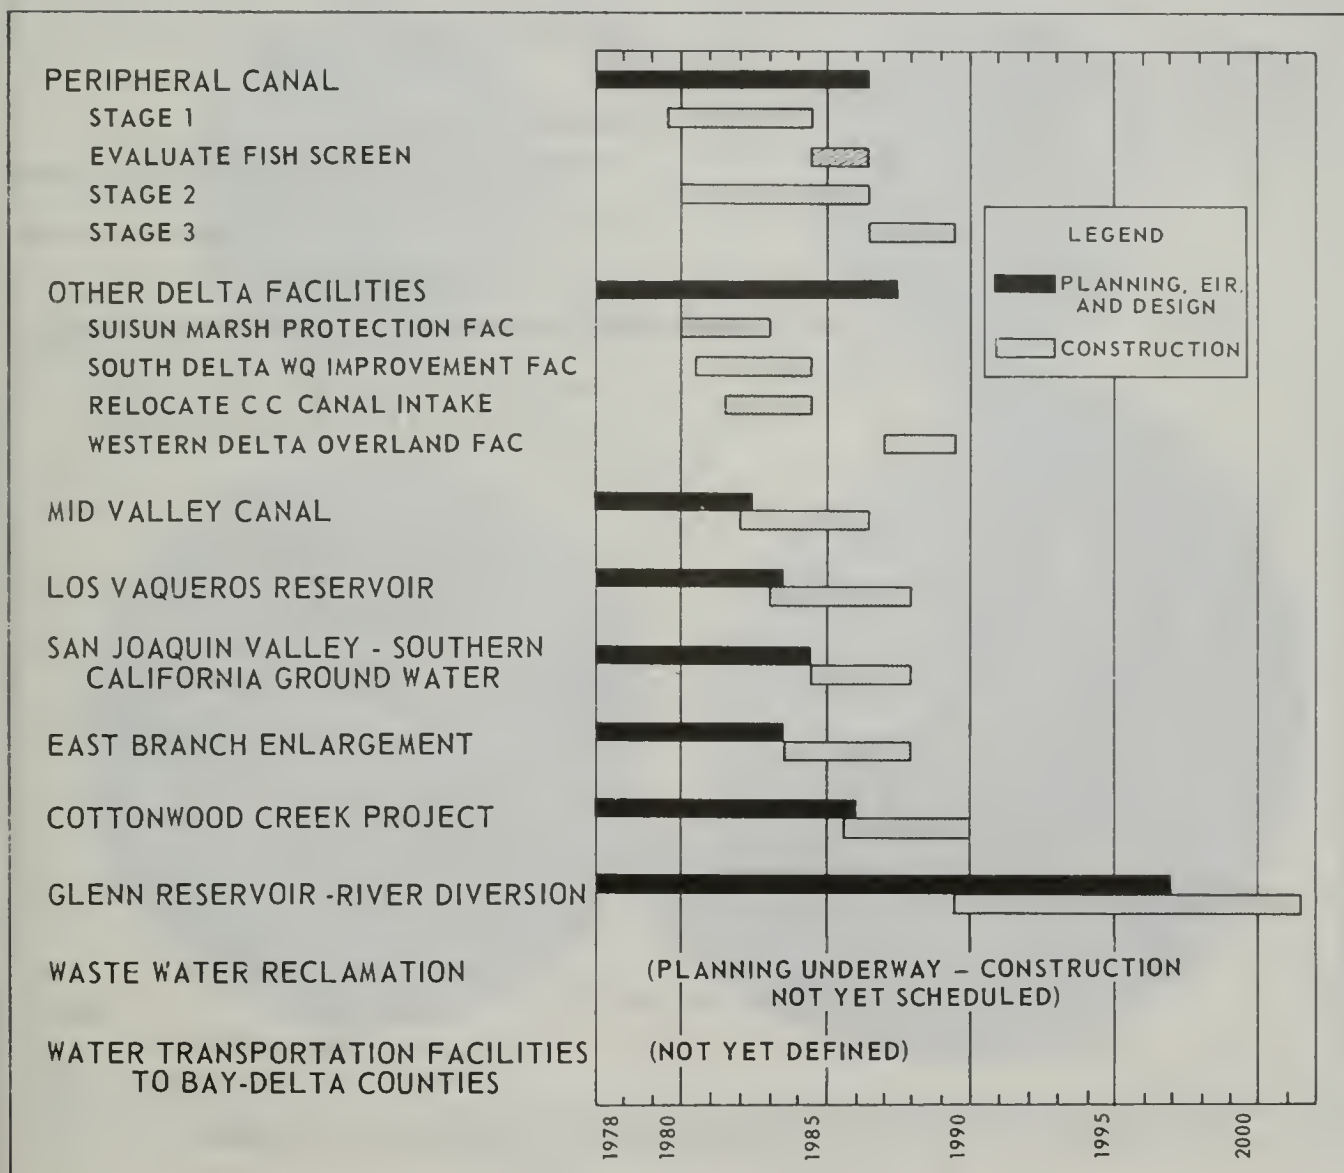 PERIPHERAL CANAL
STAGE 1
EVALUATE FISH SCREEN
STAGE 2
STAGE 3
OTHER DELTA FACILITIES
SUISUN MARSH PROTECTION FAC
SOUTH DELTA WQ IMPROVEMENT FAC
RELOCATE C C CANAL INTAKE
WESTERN DELTA OVERLAND FAC
MID VALLEY CANAL
LOS VAQUEROS RESERVOIR
SAN JOAQUIN VALLEY - SOUTHERN
CALIFORNIA GROUND WATER
EAST BRANCH ENLARGEMENT
COTTONWOOD CREEK PROJECT
GLENN RESERVOIR -RIVER DIVERSION
WASTE WATER RECLAMATION
(PLANNING UNDERWAY – CONSTRUCTION
NOT YET SCHEDULED)
WATER TRANSPORTATION FACILITIES
TO BAY-DELTA COUNTIES
(NOT YET DEFINED)
LEGEND
PLANNING, EIR.
AND DESIGN
CONSTRUCTION
1978
1980
1985
1990
1995
2000